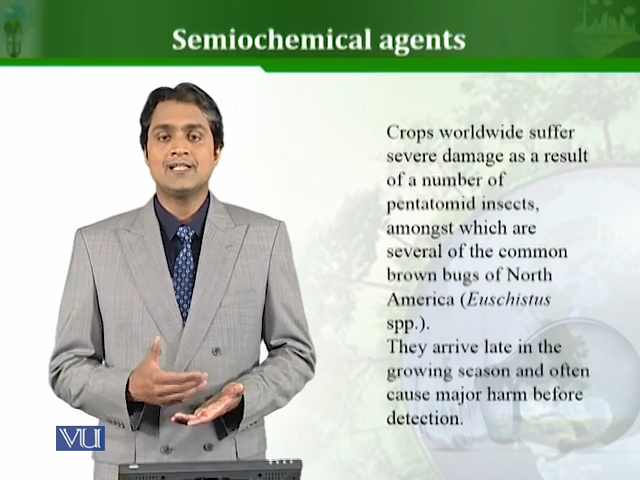 Semiochemical agents
Crops worldwide suffer
severe damage as a result
of a number of
pentatomid insects,
amongst which are
several of the common
brown bugs of North
America (Euschistus
spp.).
They arrive late in the
growing season and often
cause major harm before
detection.
VU